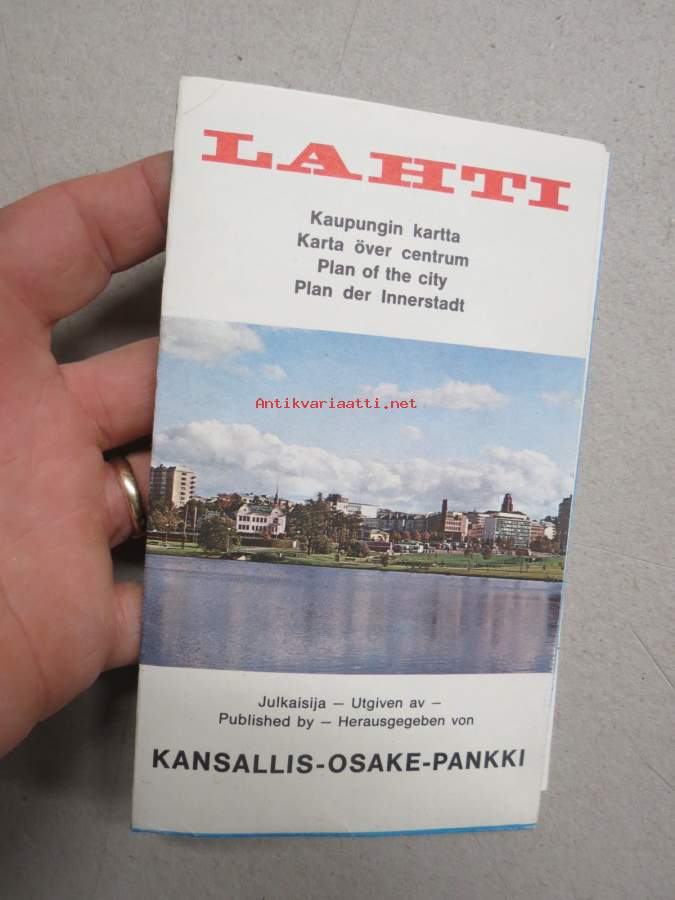 LAHTI
Kaupungin kartta
Karta över centrum
Plan of the city
Plan der Innerstadt
Antikvariaatti.net
Julkaisija – Utgiven av –
Published by – Herausgegeben von
KANSALLIS-OSAKE-PANKKI